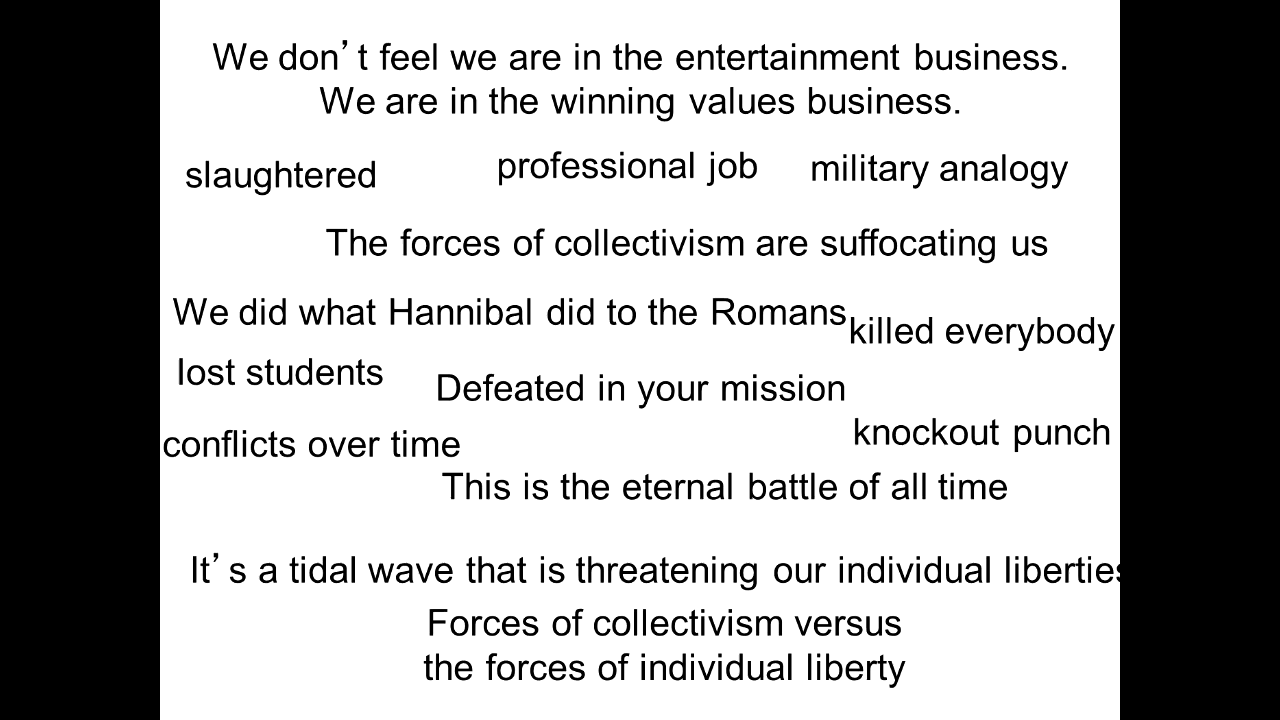 We don’t feel we are in the entertainment business.
We are in the winning values business.
slaughtered
professional job
military analogy
The forces of collectivism are suffocating us
We did what Hannibal did to the Romans
killed everybody
lost students
Defeated in your mission
conflicts over time
knockout punch
This is the eternal battle of all time
It’s a tidal wave that is threatening our individual liberties
Forces of collectivism versus
the forces of individual liberty